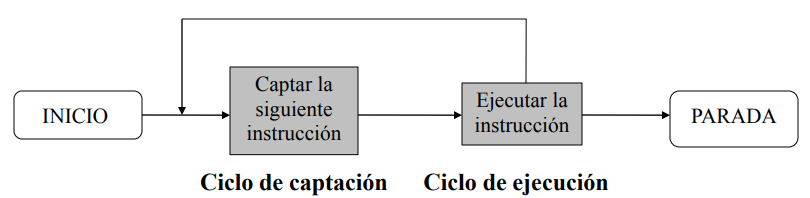 INICIO
Captar la
siguiente
instrucción
Ejecutar la
instrucción
PARADA
Ciclo de captación
Ciclo de ejecución